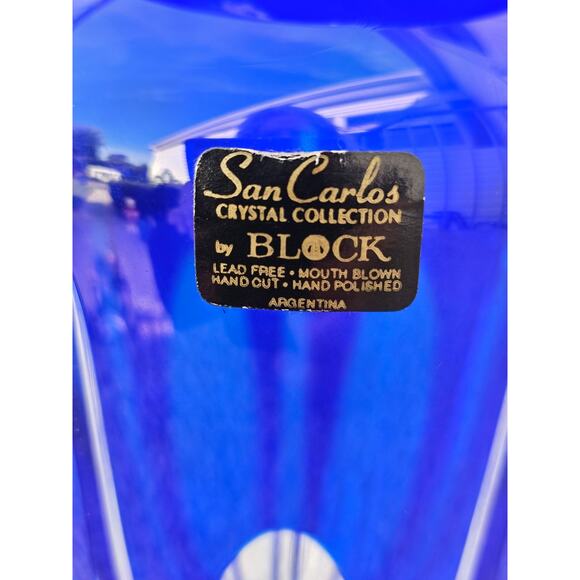 San Carlos
CRYSTAL COLLECTION
by BLOCK
LEAD FREE • MOUTH BLOWN
HAND CUT • HAND POLISHED
ARGENTINA